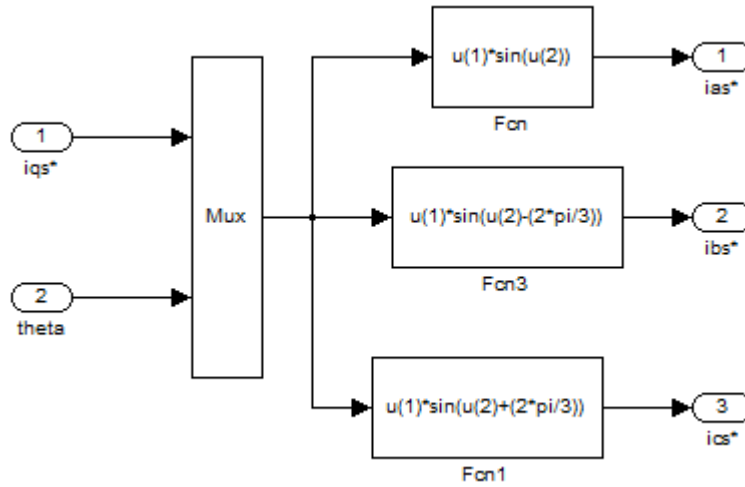 1
iqs*
2
theta
Mux
u(1)*sin(u(2))
Fcn
1
ias*
u(1)*sin(u(2)-(2*pi/3))
Fcn3
2
ibs*
u(1)*sin(u(2)+(2*pi/3))
Fcn1
3
ics*